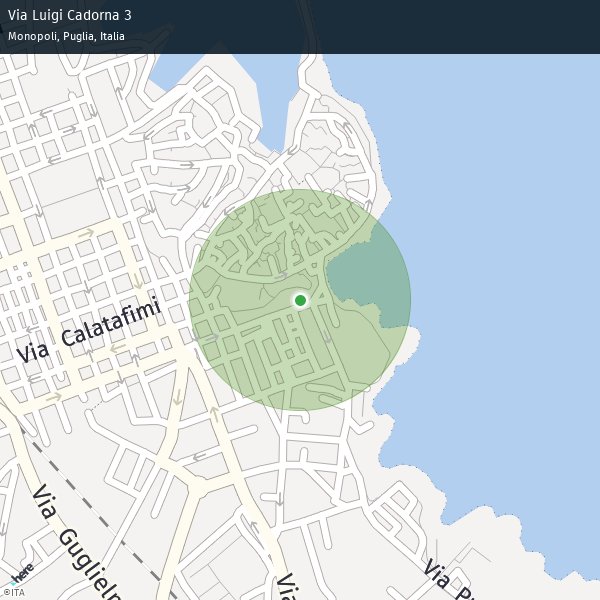 Via Luigi Cadorna 3
Monopoli, Puglia, Italia
Via Calatafimi
Via Guglielm
Via
Via P
here
©ITA